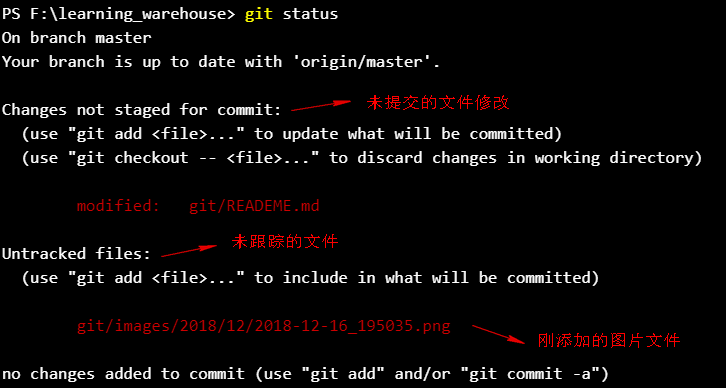 PS F:\learning_warehouse> git status
On branch master
Your branch is up to date with 'origin/master'.
Changes not staged for commit: 未提交的文件修改
(use "git add <file>..." to update what will be committed)
(use "git checkout -- <file>..." to discard changes in working directory)
modified: git/READEME.md
Untracked files: 未跟踪的文件
(use "git add <file>..." to include in what will be committed)
git/images/2018/12/2018-12-16_195035.png 刚添加的图片文件
no changes added to commit (use "git add" and/or "git commit -a")